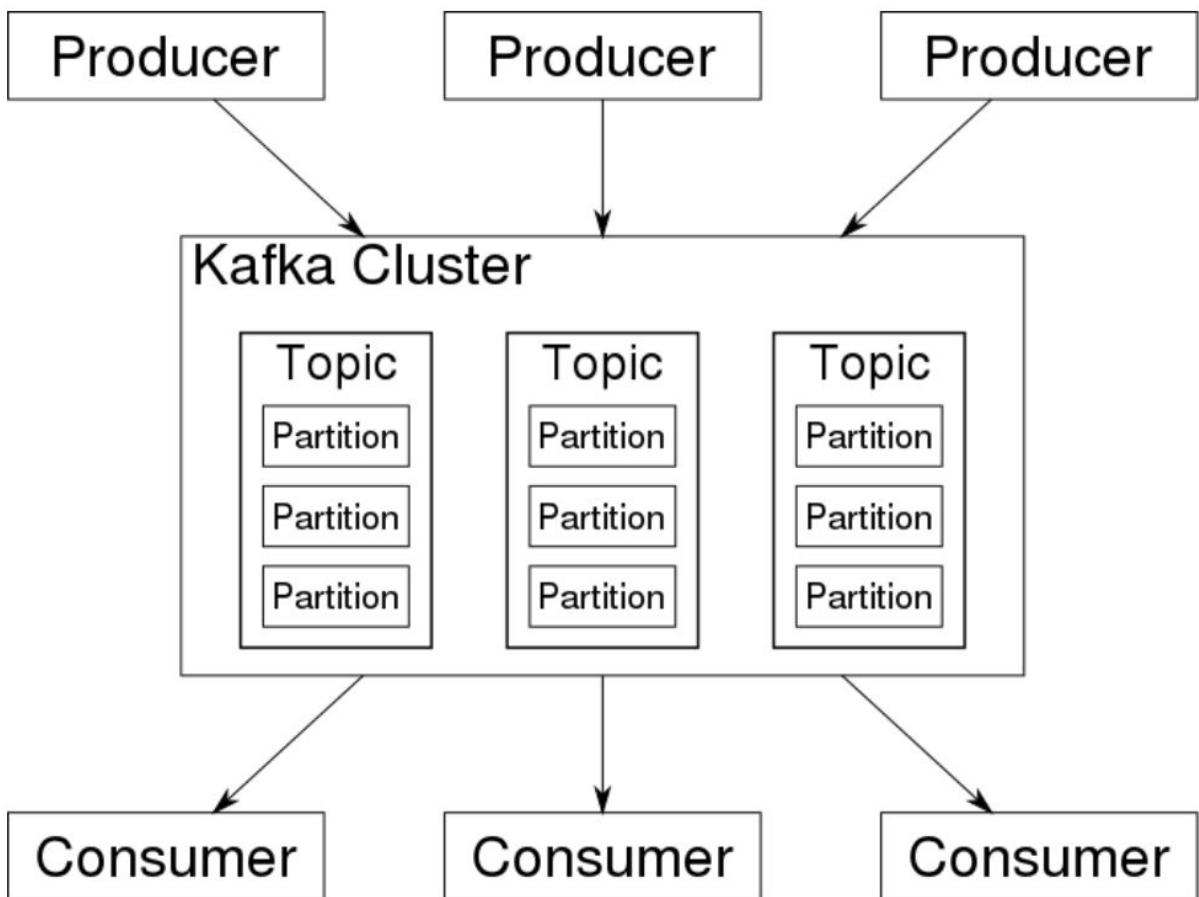 Producer
Producer
Producer
Kafka Cluster
Topic
Partition
Partition
Partition
Topic
Partition
Partition
Partition
Topic
Partition
Partition
Partition
Consumer
Consumer
Consumer